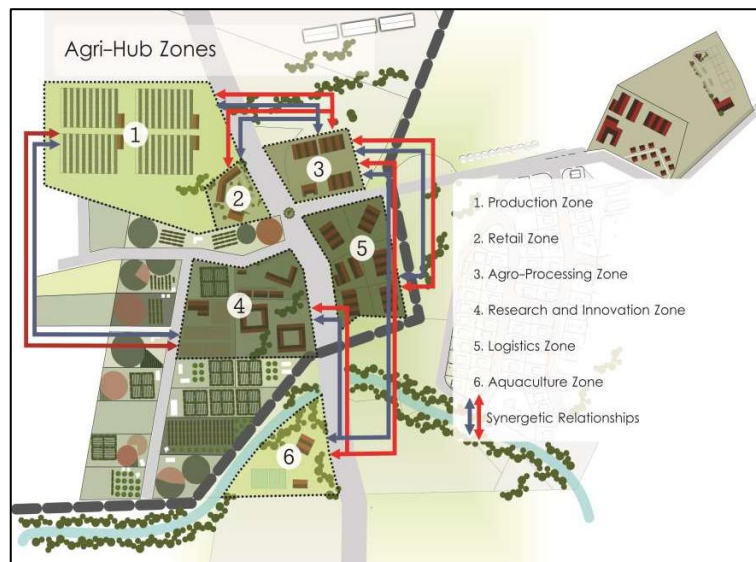 Agri-Hub Zones
1
2
3
4
5
6
1. Production Zone
2. Retail Zone
3. Agro-Processing Zone
4. Research and Innovation Zone
5. Logistics Zone
6. Aquaculture Zone
Synergetic Relationships